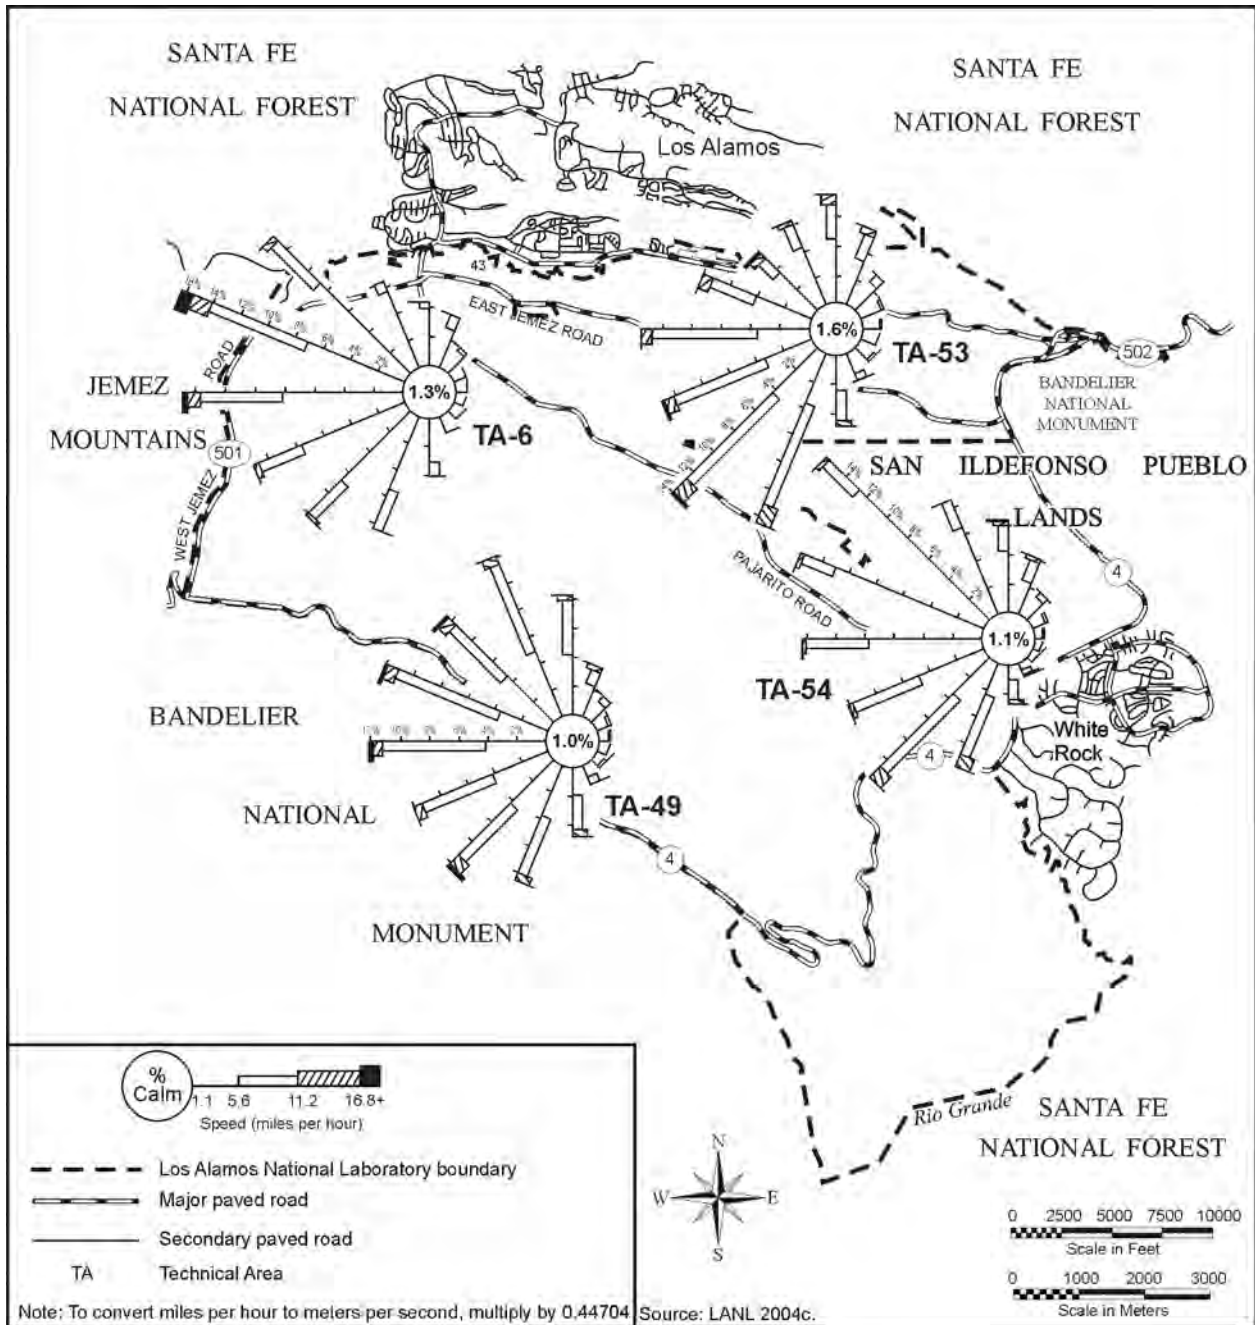 SANTA FE
NATIONAL FOREST
SANTA FE
NATIONAL FOREST
Los Alamos
43
EAST JEMEZ ROAD
1.6%
TA-53
502
BANDELIER
NATIONAL
MONUMENT
JEMEZ
MOUNTAINS
ROAD
1.3%
TA-6
501
WEST JEMEZ
SAN ILDEFONSO PUEBLO
LANDS
4
PAJARITO ROAD
1.1%
TA-54
White
Rock
4
BANDELIER
1.0%
NATIONAL
TA-49
4
MONUMENT
%
Calm
1.1 5.6 11.2 16.8+
Speed (miles per hour)
Los Alamos National Laboratory boundary
Major paved road
Secondary paved road
TA Technical Area
Note: To convert miles per hour to meters per second, multiply by 0.44704
Source: LANL 2004c.
N
W E
S
Rio Grande
SANTA FE
NATIONAL FOREST
0 2500 5000 7500 10000
Scale in Feet
0 1000 2000 3000
Scale in Meters